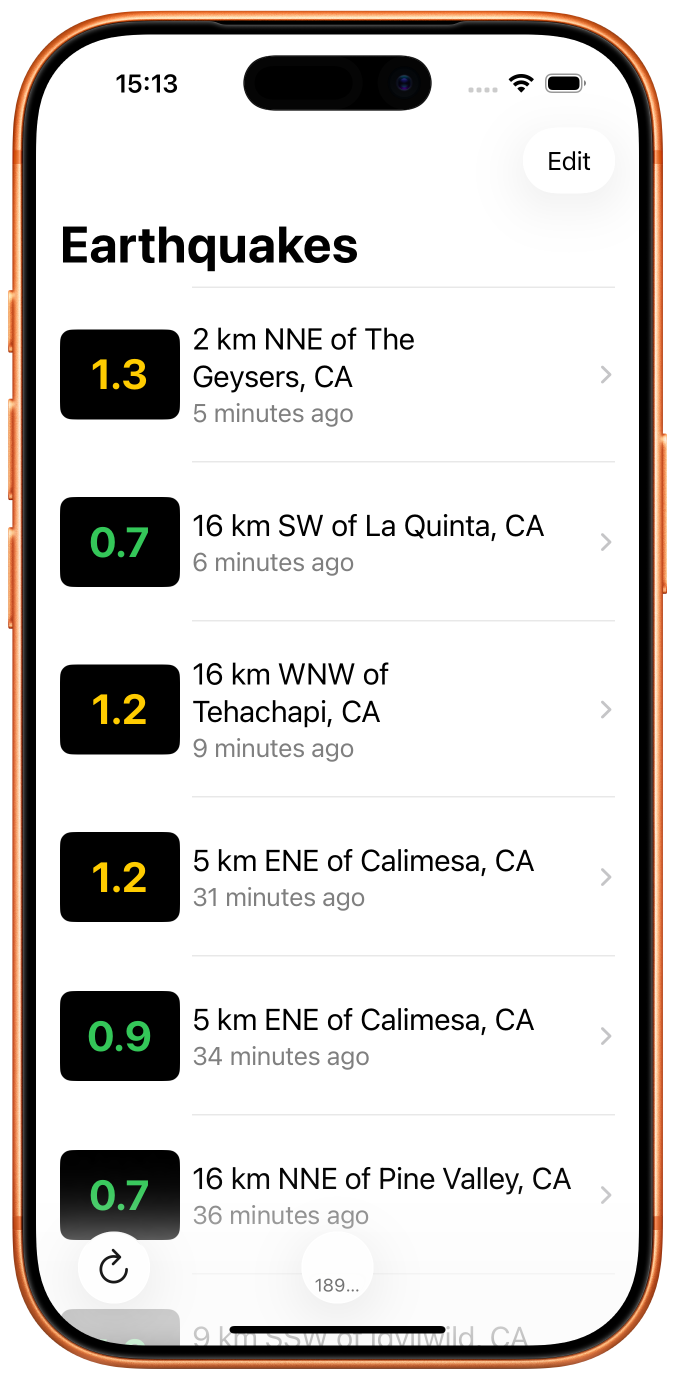 15:13
Edit
Earthquakes
1.3
2 km NNE of The
Geysers, CA
5 minutes ago
0.7
16 km SW of La Quinta, CA
6 minutes ago
1.2
16 km WNW of
Tehachapi, CA
9 minutes ago
1.2
5 km ENE of Calimesa, CA
31 minutes ago
0.9
5 km ENE of Calimesa, CA
34 minutes ago
0.7
16 km NNE of Pine Valley, CA
36 minutes ago
189...
9 km SSW of Idyllwild, CA